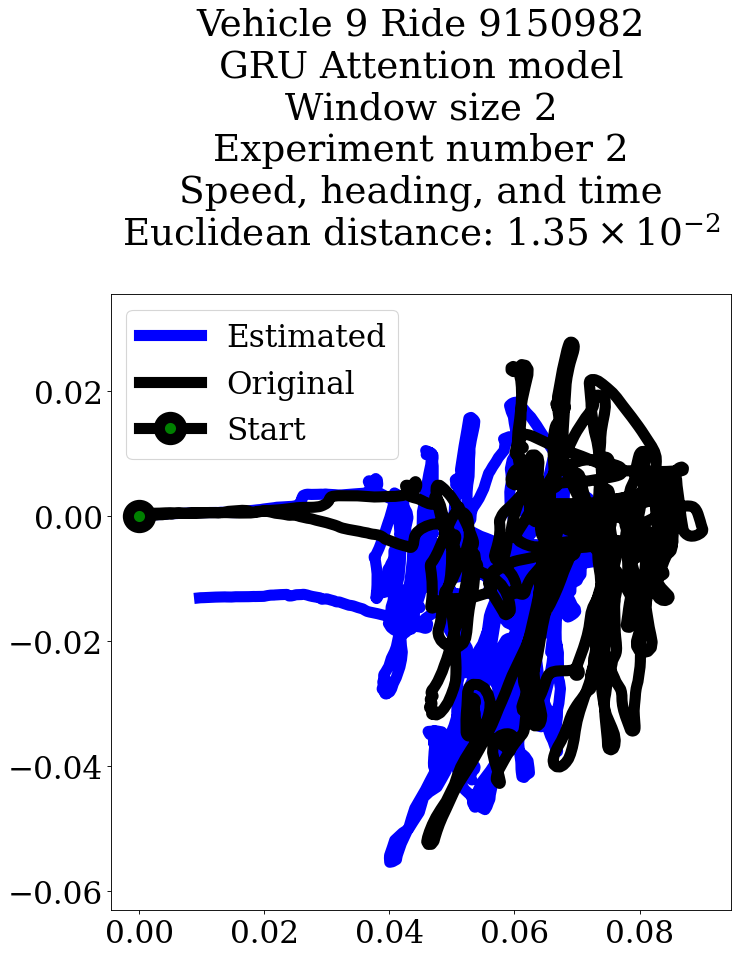 Vehicle 9 Ride 9150982
GRU Attention model
Window size 2
Experiment number 2
Speed, heading, and time
Euclidean distance: 1.35 × 10⁻²
Estimated
Original
Start
0.02
0.00
−0.02
−0.04
−0.06
0.00 0.02 0.04 0.06 0.08